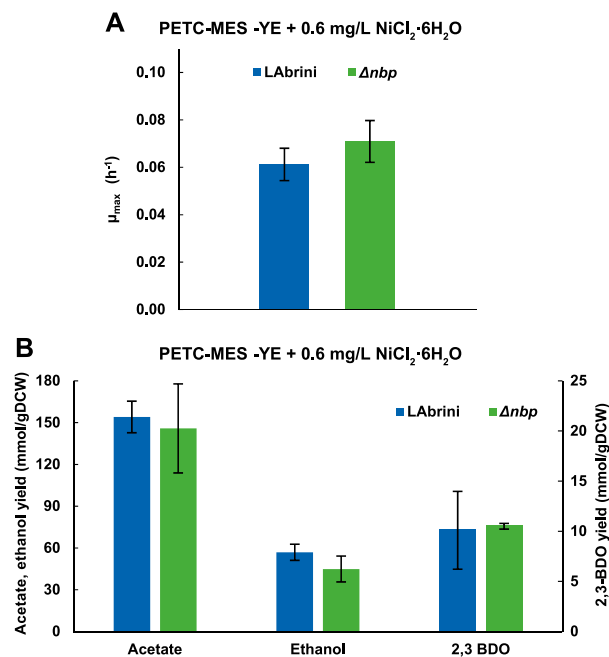 A
PETC-MES -YE + 0.6 mg/L NiCl₂·6H₂O
LAbrini
Δnbp
0.10
0.08
0.06
0.04
0.02
0.00
μmax (h⁻¹)
B
PETC-MES -YE + 0.6 mg/L NiCl₂·6H₂O
LAbrini
Δnbp
180
150
120
90
60
30
0
Acetate, ethanol yield (mmol/gDCW)
25
20
15
10
5
0
2,3-BDO yield (mmol/gDCW)
Acetate
Ethanol
2,3 BDO